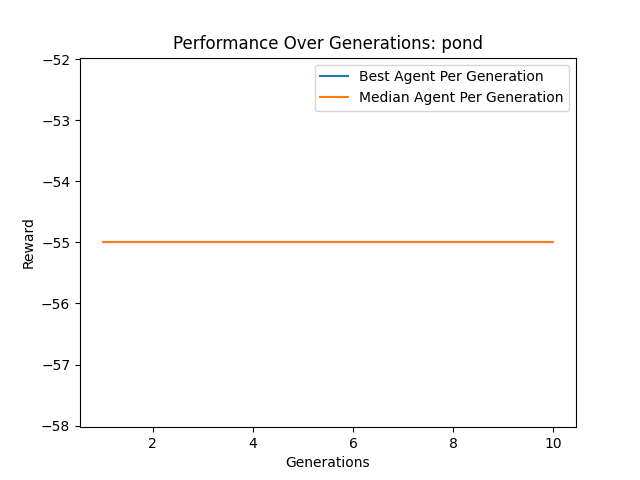 Performance Over Generations: pond
Best Agent Per Generation
Median Agent Per Generation
Reward
−52
−53
−54
−55
−56
−57
−58
2 4 6 8 10
Generations